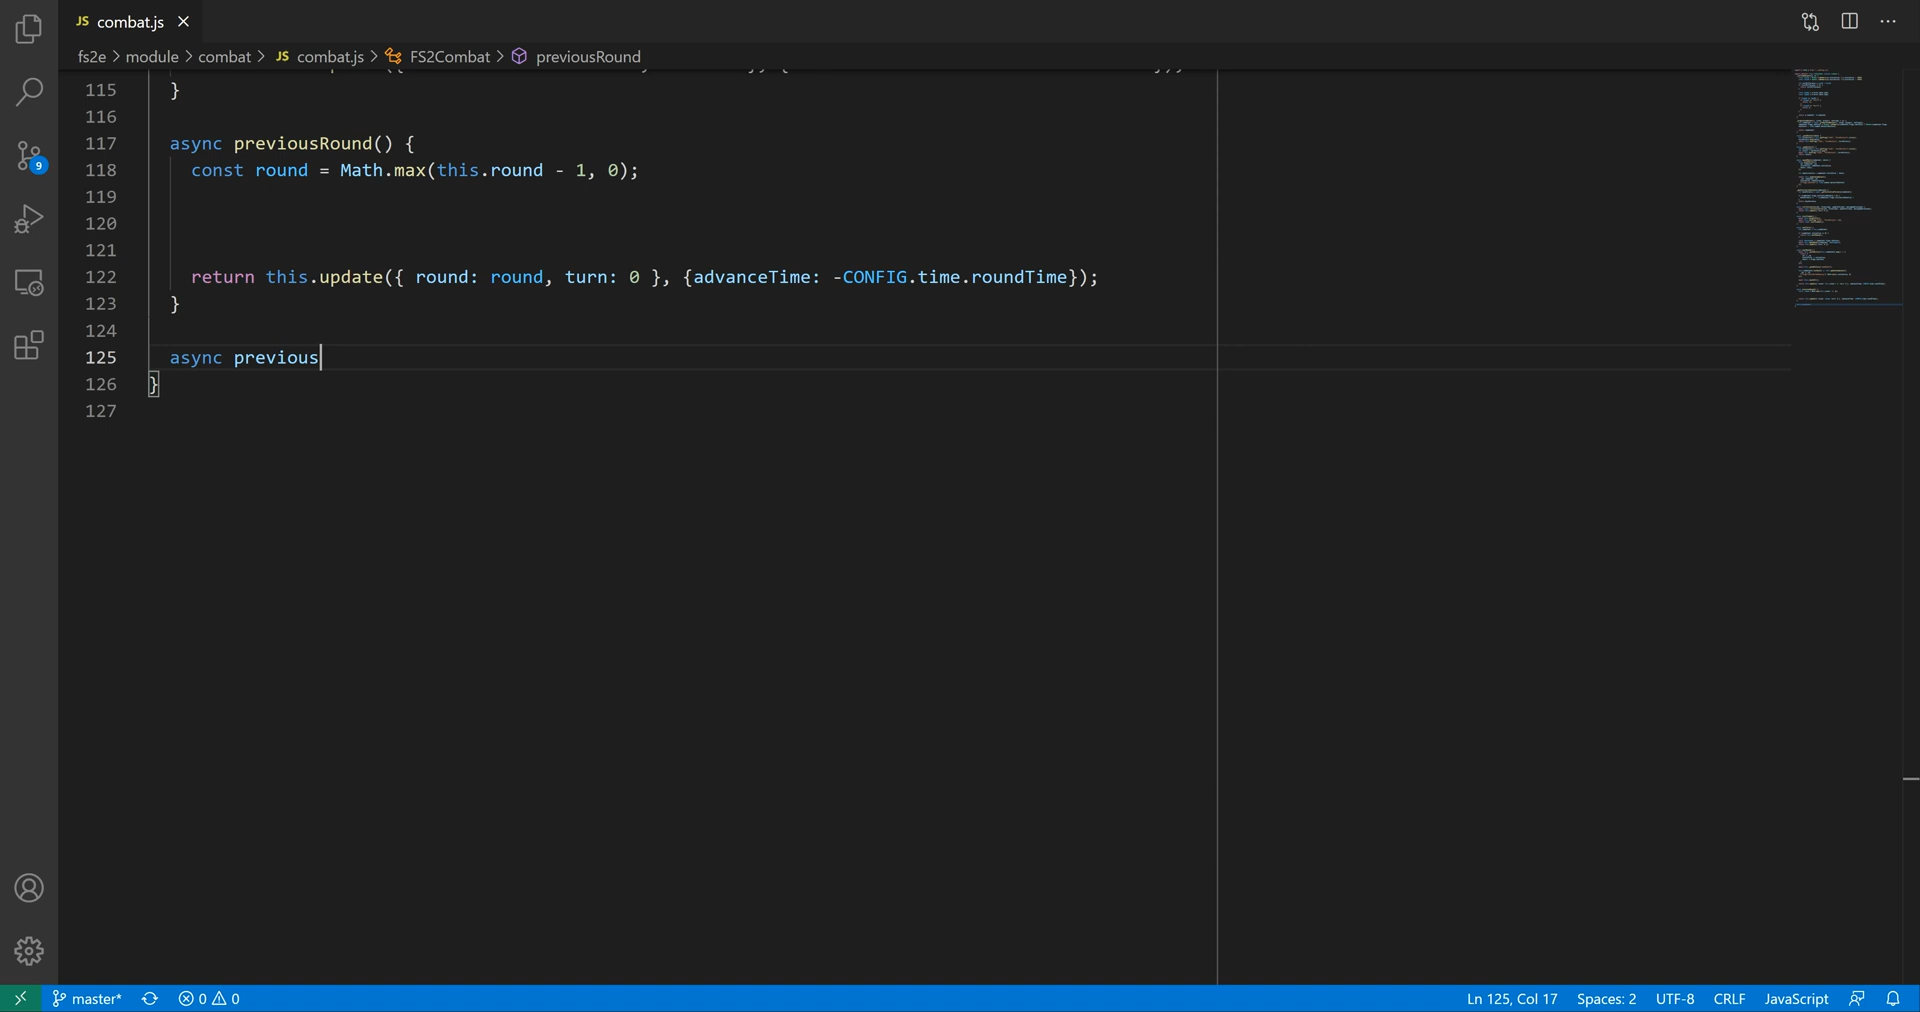 JS combat.js
fs2e > module > combat > JS combat.js > FS2Combat > previousRound
115 }
116
117 async previousRound() {
118 const round = Math.max(this.round - 1, 0);
119
120
121
122 return this.update({ round: round, turn: 0 }, {advanceTime: -CONFIG.time.roundTime});
123 }
124
125 async previous
126 }
127
9
master* 0 0 Ln 125, Col 17 Spaces: 2 UTF-8 CRLF JavaScript